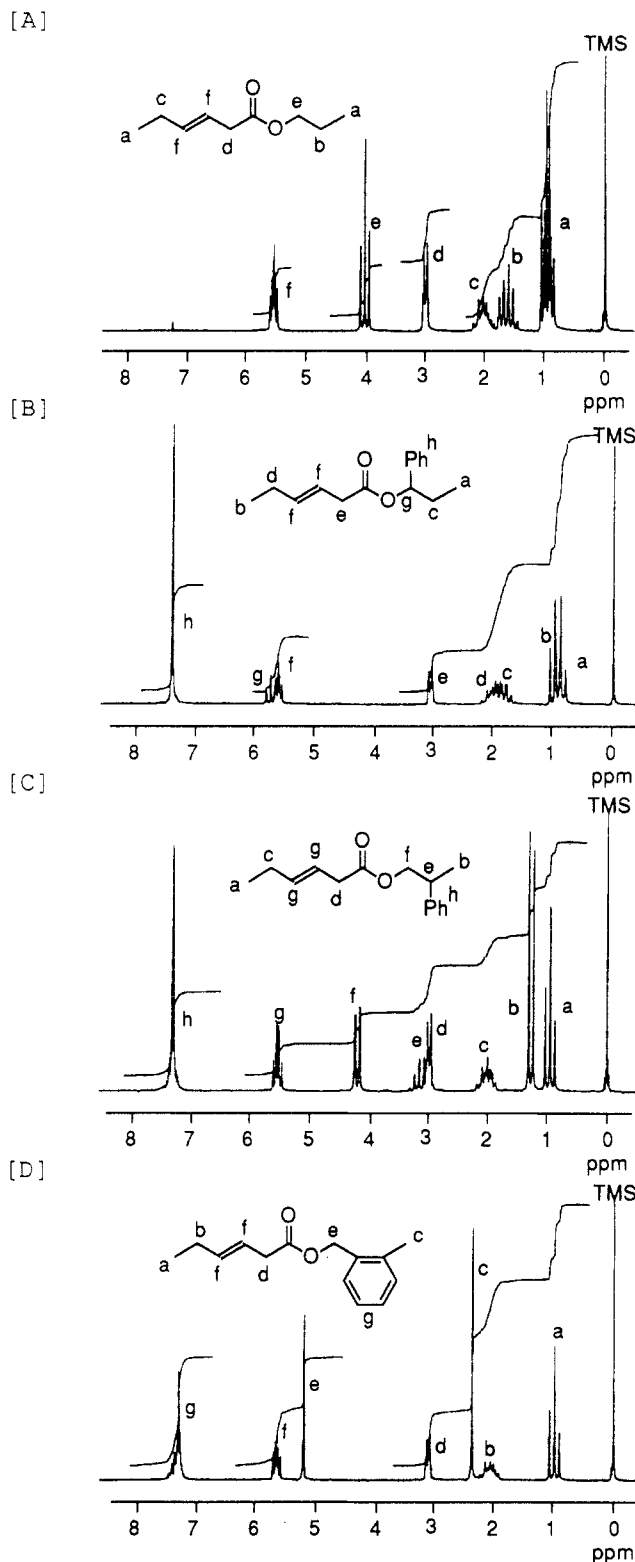 [A]
TMS
O
c f e a
a O
f d b
e
d a
c b
f
8 7 6 5 4 3 2 1 0
ppm
[B]
TMS
h
Ph
O
d f a
b O
f e g c
h
b
g f d c a
e
8 7 6 5 4 3 2 1 0
ppm
[C]
TMS
O
c g f b
a O e
g d h
Ph
f
g b
h d a
e c
8 7 6 5 4 3 2 1 0
ppm
[D]
TMS
O
b f e c
a O
f d
g
c
a
e
g
f d b
8 7 6 5 4 3 2 1 0
ppm